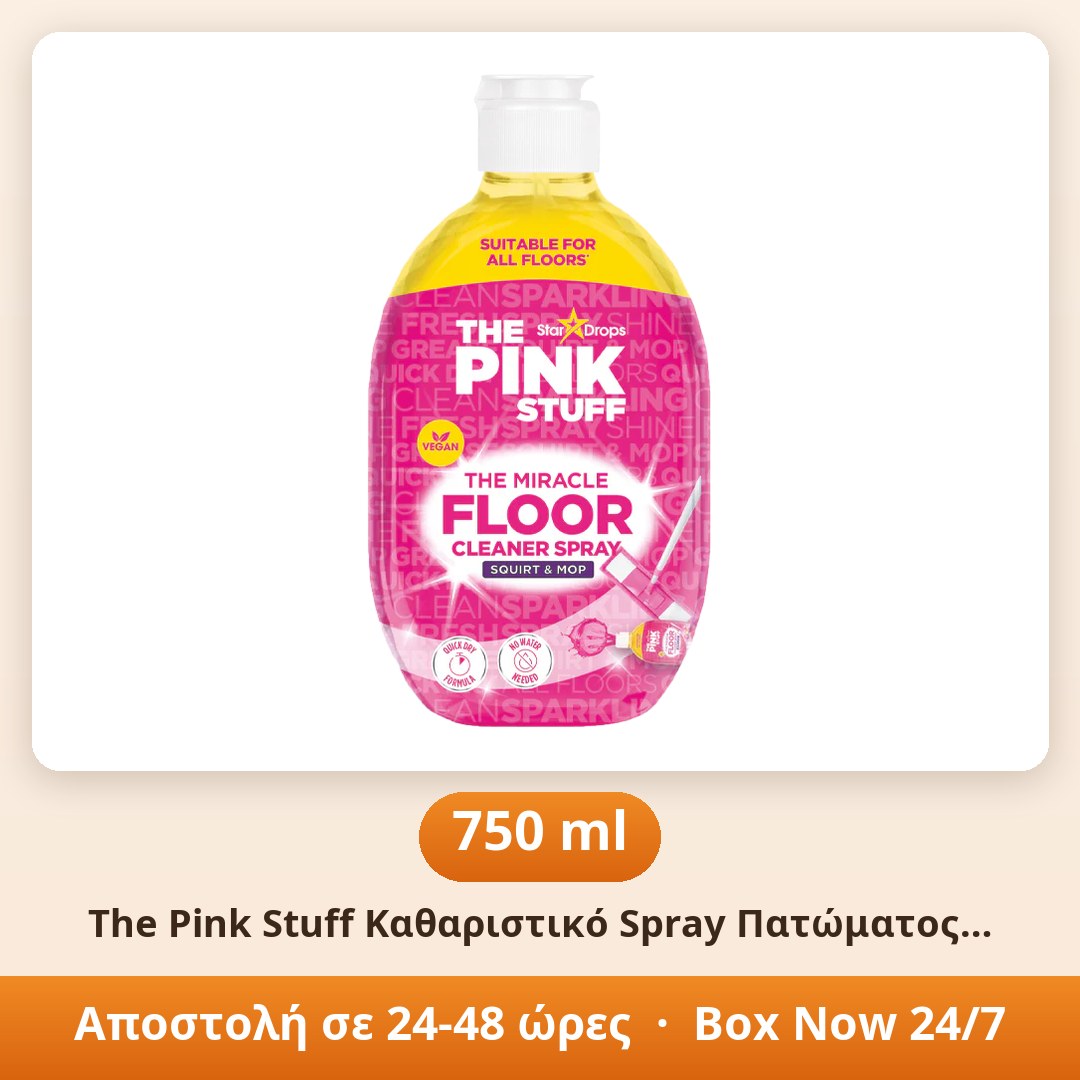 SUITABLE FOR
ALL FLOORS*
THE
Star Drops
PINK
STUFF
VEGAN
THE MIRACLE
FLOOR
CLEANER SPRAY
SQUIRT & MOP
QUICK DRY
FORMULA
NO WATER
NEEDED
750 ml
The Pink Stuff Καθαριστικό Spray Πατώματος...
Αποστολή σε 24-48 ώρες · Box Now 24/7